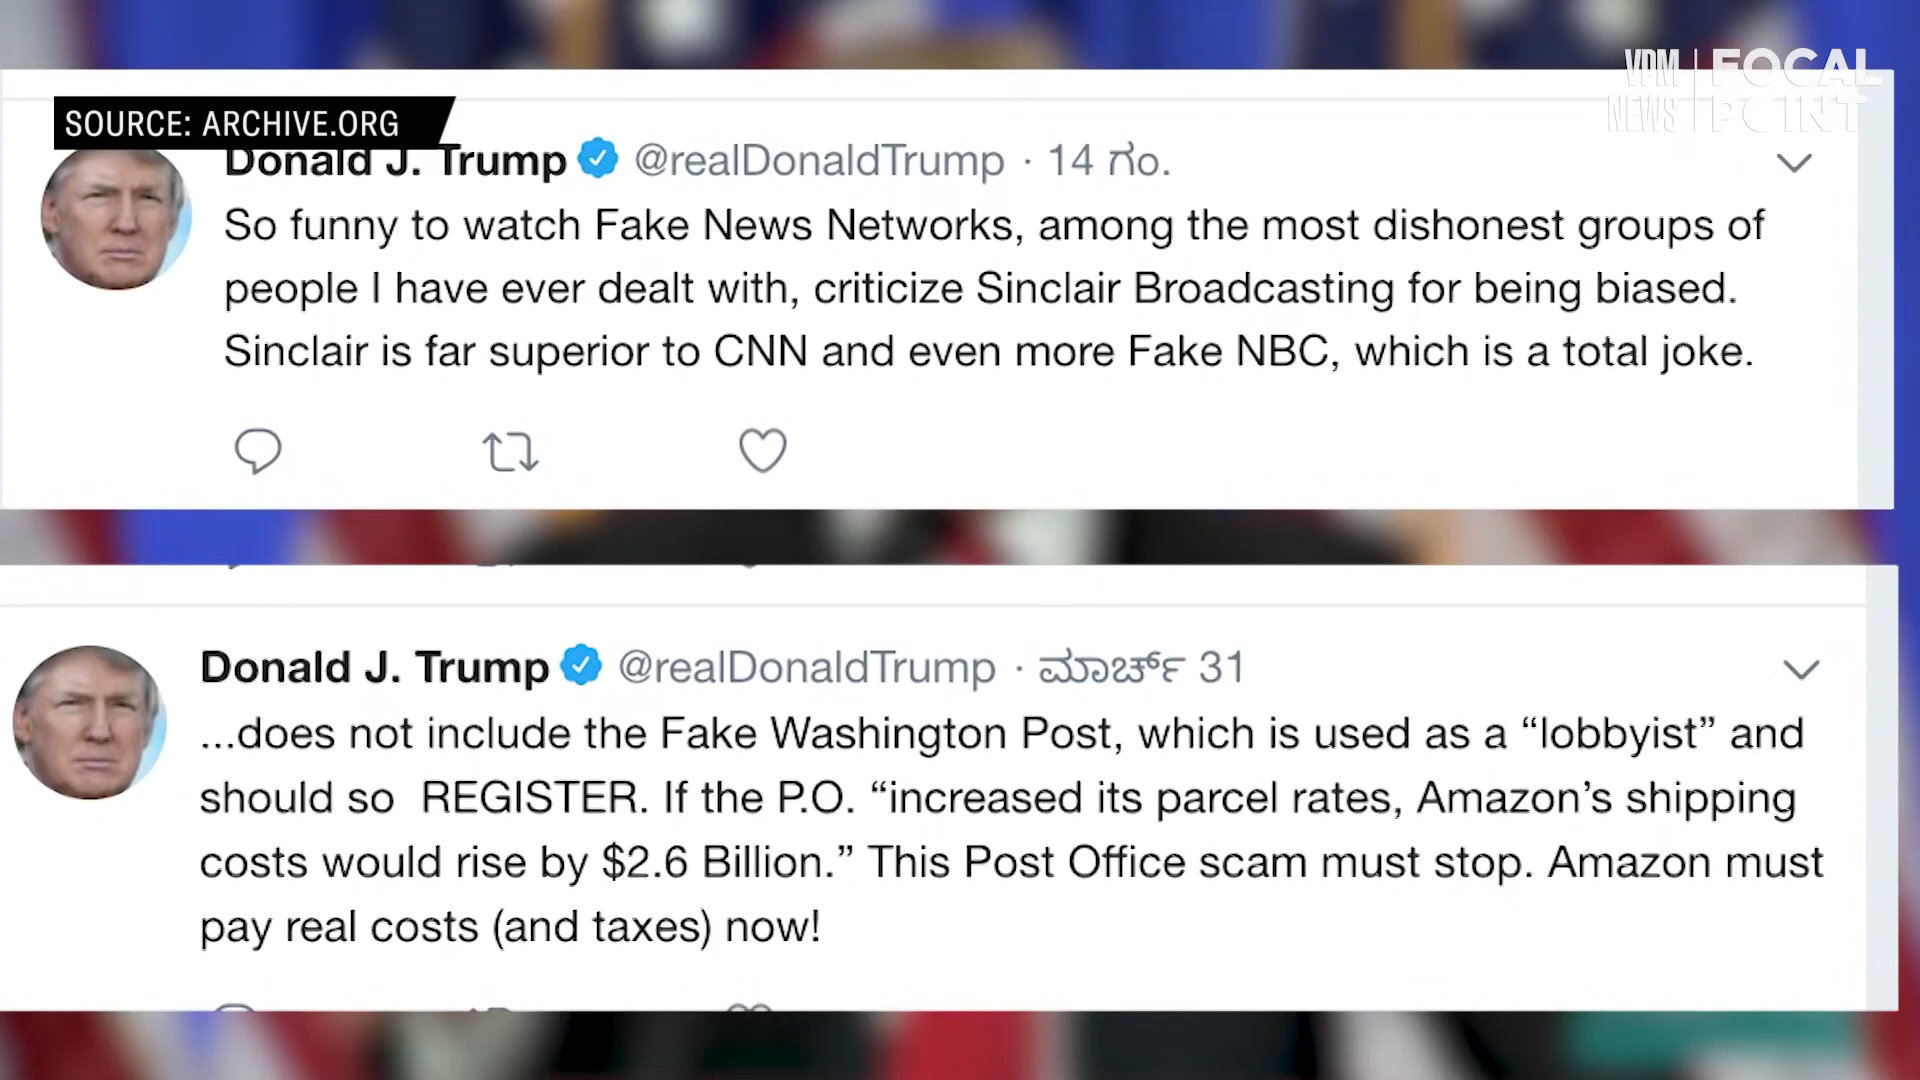 VPM | FOCAL
NEWS | POINT
SOURCE: ARCHIVE.ORG
Donald J. Trump @realDonaldTrump · 14 ಗಂ.
So funny to watch Fake News Networks, among the most dishonest groups of
people I have ever dealt with, criticize Sinclair Broadcasting for being biased.
Sinclair is far superior to CNN and even more Fake NBC, which is a total joke.
Donald J. Trump @realDonaldTrump · ಮಾರ್ಚ್ 31
...does not include the Fake Washington Post, which is used as a “lobbyist” and
should so  REGISTER. If the P.O. “increased its parcel rates, Amazon’s shipping
costs would rise by $2.6 Billion.” This Post Office scam must stop. Amazon must
pay real costs (and taxes) now!